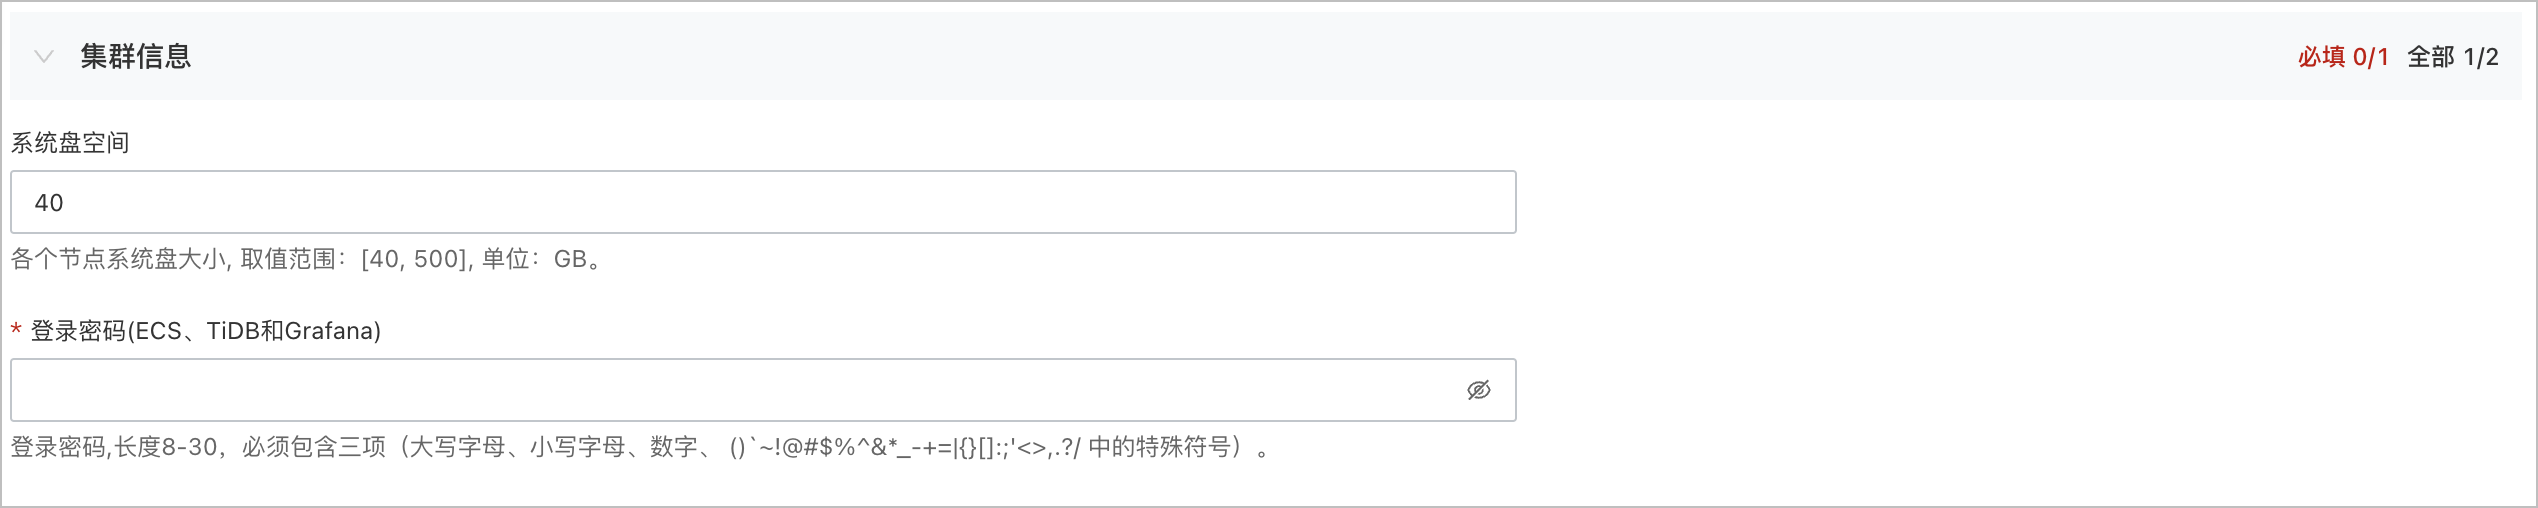 集群信息
必填 0/1 全部 1/2
系统盘空间
40
各个节点系统盘大小, 取值范围：[40, 500], 单位：GB。
* 登录密码(ECS、TiDB和Grafana)
登录密码,长度8-30，必须包含三项（大写字母、小写字母、数字、 ()`~!@#$%^&*_-+=|{}[]:;'<>,.?/ 中的特殊符号）。